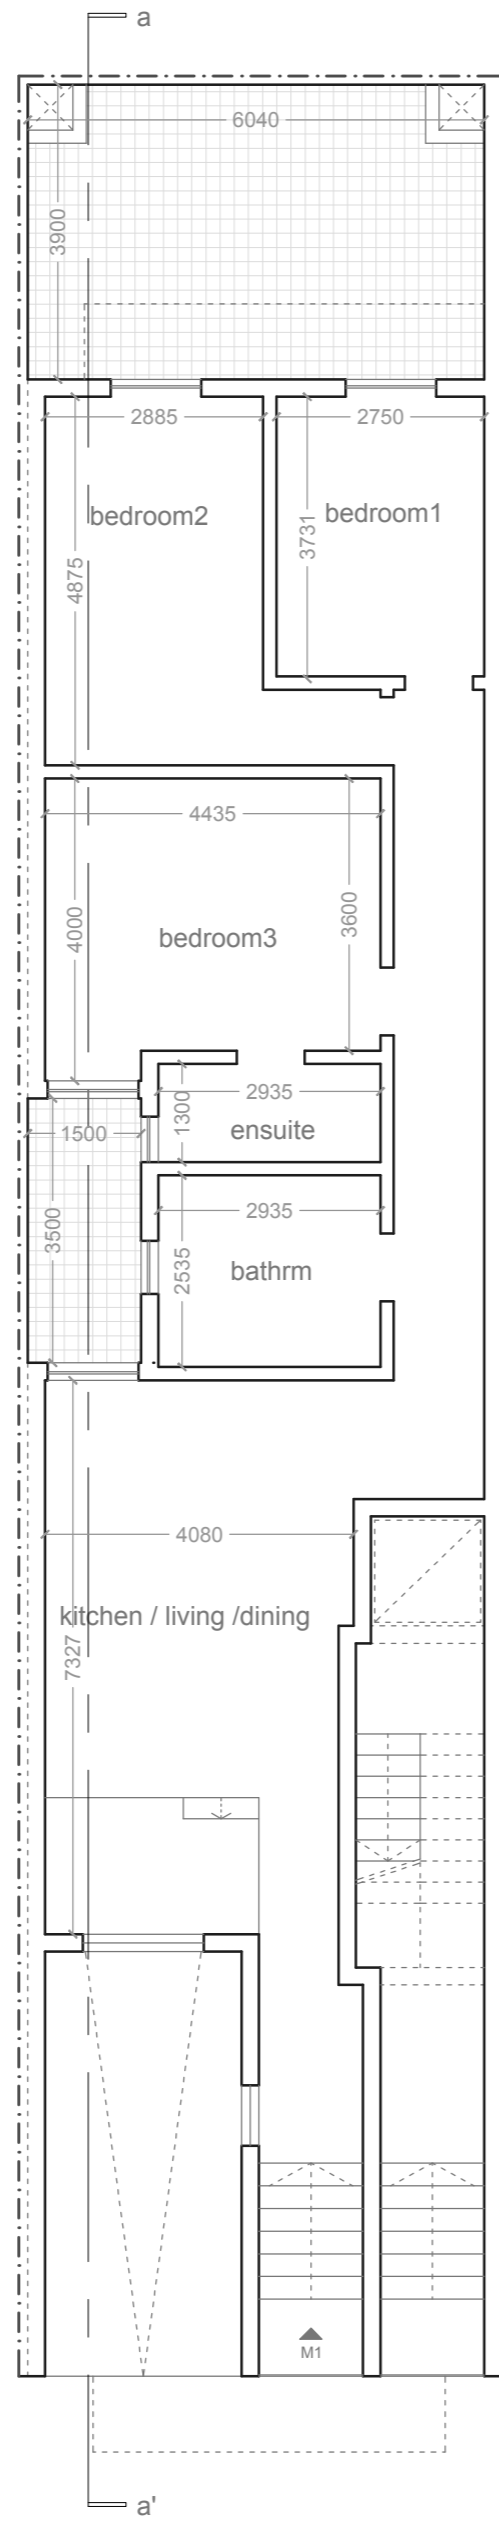 a
6040
3900
2885
2750
bedroom2
bedroom1
3731
4875
4435
4000
3600
bedroom3
2935
1300
ensuite
1500
3500
2935
2535
bathrm
4080
kitchen / living /dining
7327
M1
a'